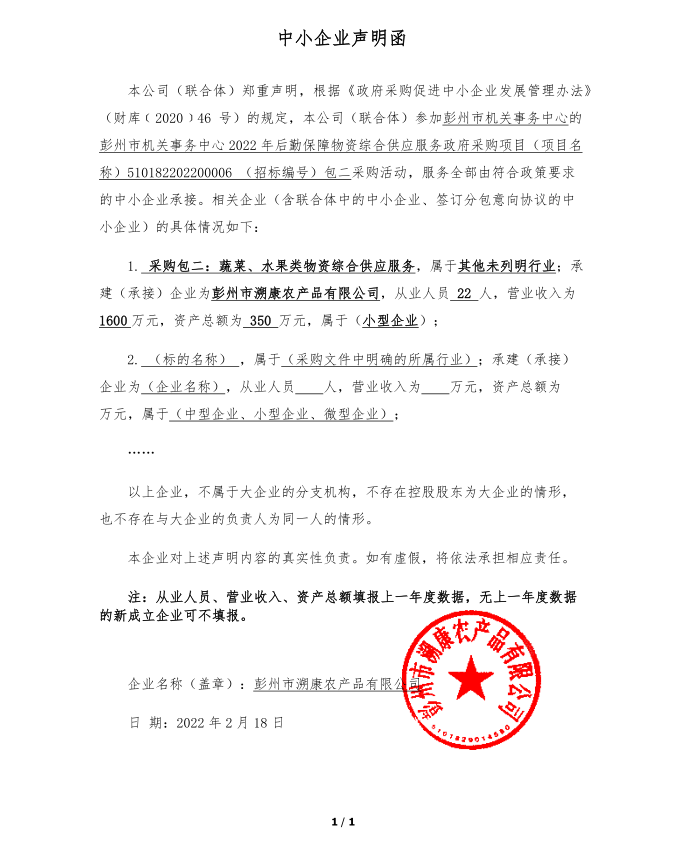 中小企业声明函
本公司（联合体）郑重声明，根据《政府采购促进中小企业发展管理办法》
（财库﹝2020﹞46 号）的规定，本公司（联合体）参加彭州市机关事务中心的
彭州市机关事务中心 2022 年后勤保障物资综合供应服务政府采购项目（项目名
称）510182202200006 （招标编号）包二采购活动，服务全部由符合政策要求
的中小企业承接。相关企业（含联合体中的中小企业、签订分包意向协议的中
小企业）的具体情况如下：
1. 采购包二：蔬菜、水果类物资综合供应服务，属于其他未列明行业；承
建（承接）企业为彭州市溯康农产品有限公司，从业人员 22 人，营业收入为
1600 万元，资产总额为 350 万元，属于（小型企业）；
2. （标的名称） ，属于（采购文件中明确的所属行业）；承建（承接）
企业为（企业名称），从业人员____人，营业收入为____万元，资产总额为
万元，属于（中型企业、小型企业、微型企业）；
……
以上企业，不属于大企业的分支机构，不存在控股股东为大企业的情形，
也不存在与大企业的负责人为同一人的情形。
本企业对上述声明内容的真实性负责。如有虚假，将依法承担相应责任。
注：从业人员、营业收入、资产总额填报上一年度数据，无上一年度数据
的新成立企业可不填报。
企业名称（盖章）：彭州市溯康农产品有限公司
彭州市溯康农产品有限公司
5101829014580
日 期：2022 年 2 月 18 日
1 / 1